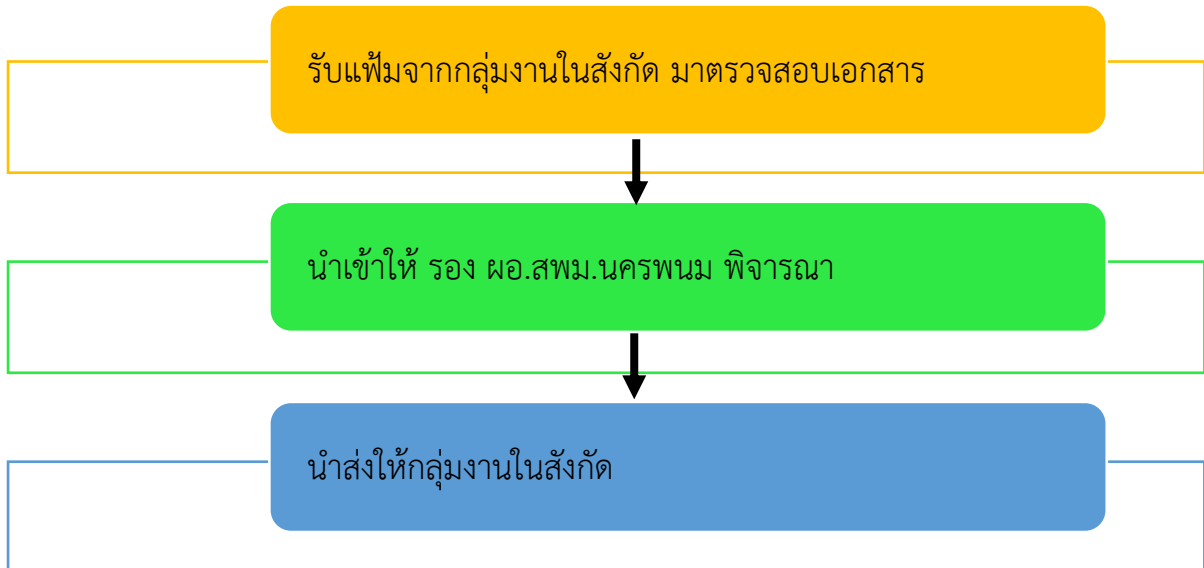 รับแฟ้มจากกลุ่มงานในสังกัด มาตรวจสอบเอกสาร
นำเข้าให้ รอง ผอ.สพม.นครพนม พิจารณา
นำส่งให้กลุ่มงานในสังกัด